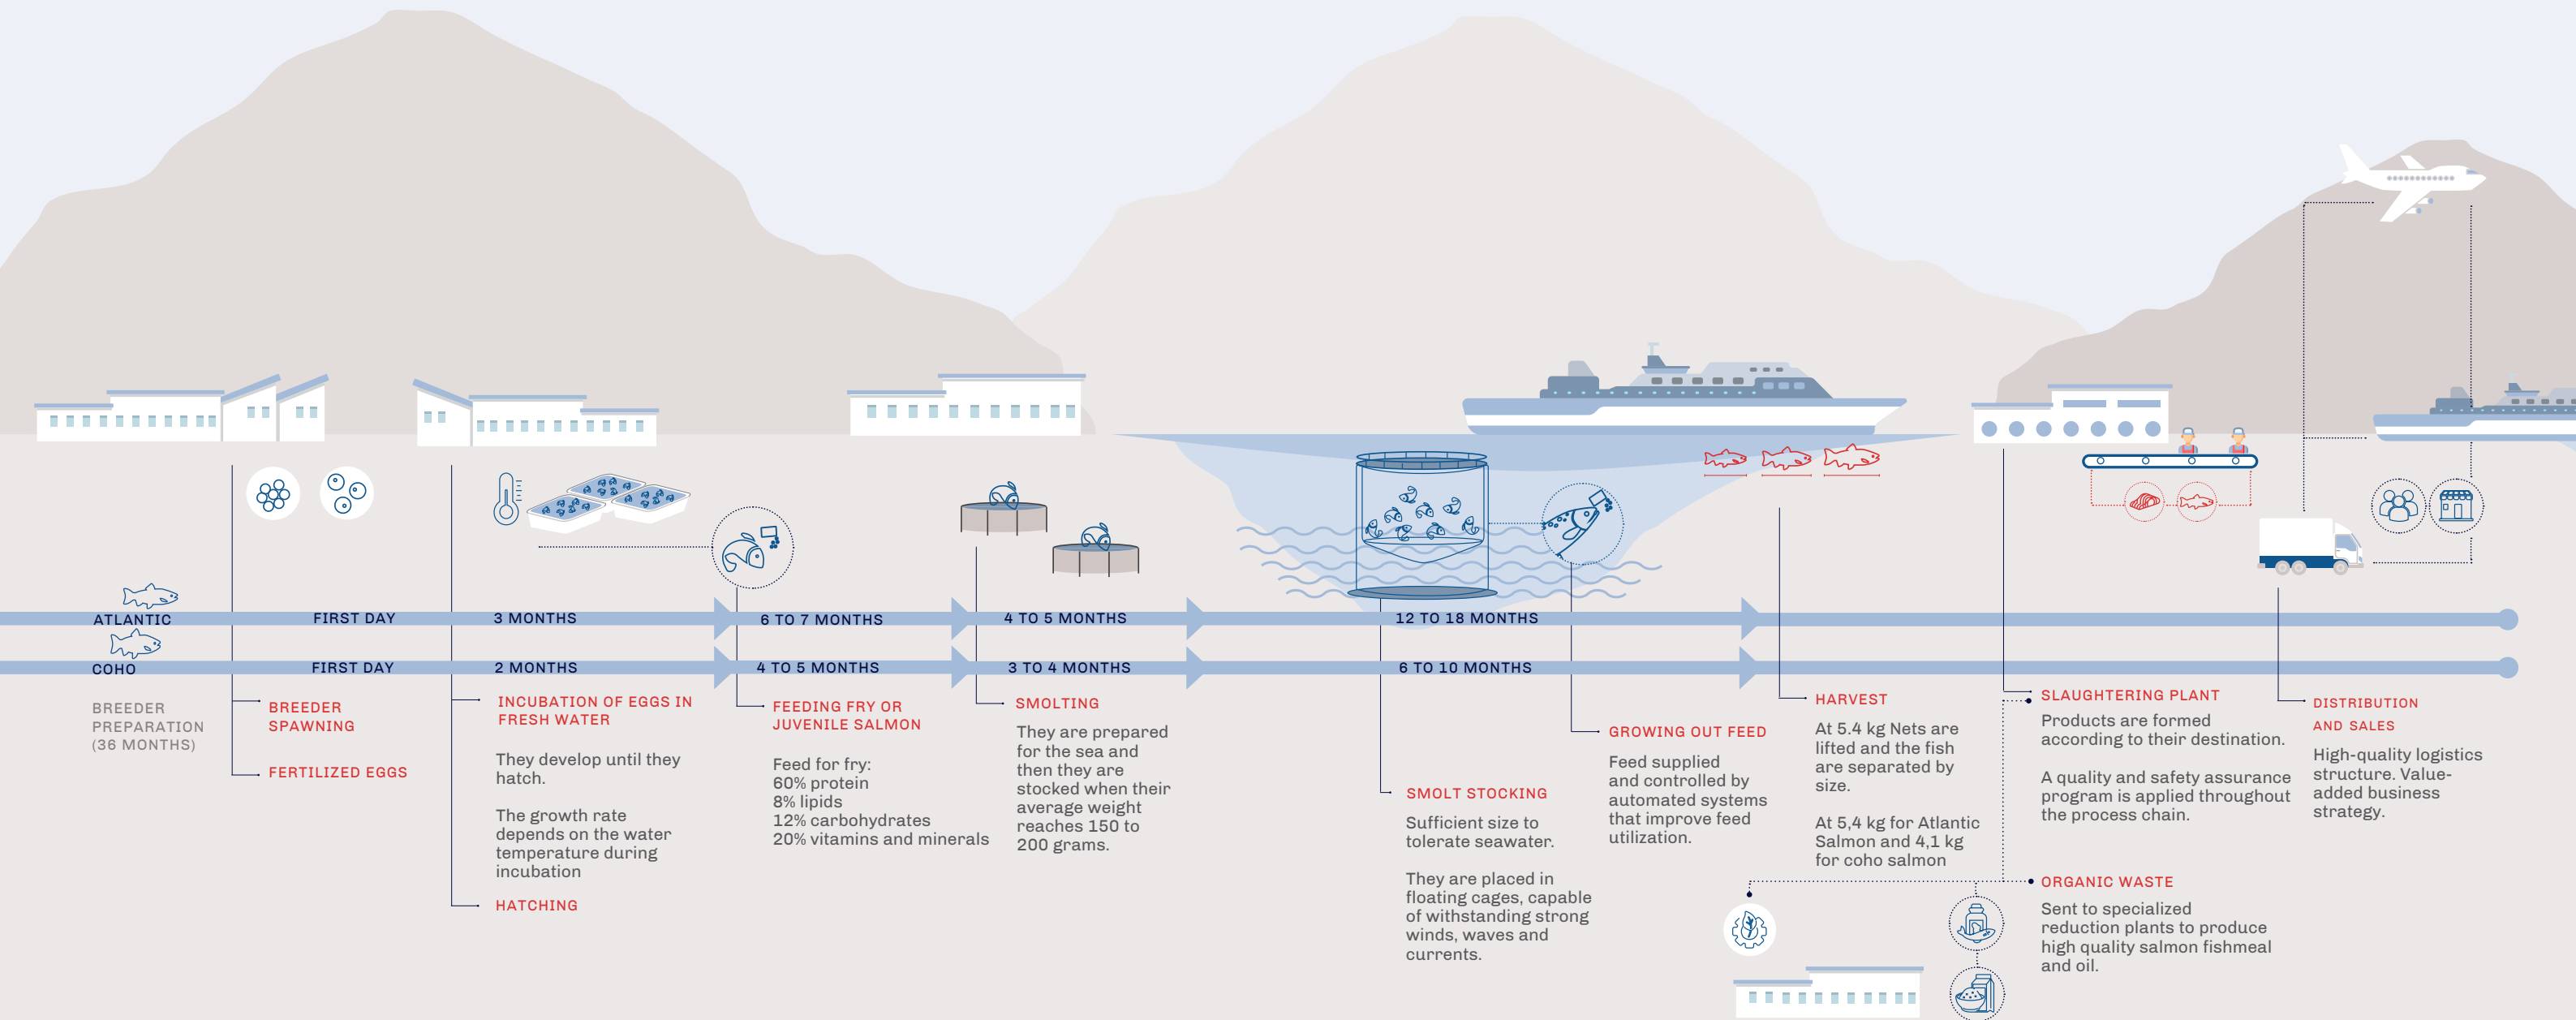 ATLANTIC
FIRST DAY
3 MONTHS
6 TO 7 MONTHS
4 TO 5 MONTHS
12 TO 18 MONTHS
COHO
FIRST DAY
2 MONTHS
4 TO 5 MONTHS
3 TO 4 MONTHS
6 TO 10 MONTHS
BREEDER
PREPARATION
(36 MONTHS)
BREEDER
SPAWNING
FERTILIZED EGGS
INCUBATION OF EGGS IN
FRESH WATER
They develop until they
hatch.
The growth rate
depends on the water
temperature during
incubation
HATCHING
FEEDING FRY OR
JUVENILE SALMON
Feed for fry:
60% protein
8% lipids
12% carbohydrates
20% vitamins and minerals
SMOLTING
They are prepared
for the sea and
then they are
stocked when their
average weight
reaches 150 to
200 grams.
SMOLT STOCKING
Sufficient size to
tolerate seawater.
They are placed in
floating cages, capable
of withstanding strong
winds, waves and
currents.
GROWING OUT FEED
Feed supplied
and controlled by
automated systems
that improve feed
utilization.
HARVEST
At 5.4 kg Nets are
lifted and the fish
are separated by
size.
At 5,4 kg for Atlantic
Salmon and 4,1 kg
for coho salmon
SLAUGHTERING PLANT
Products are formed
according to their destination.
A quality and safety assurance
program is applied throughout
the process chain.
ORGANIC WASTE
Sent to specialized
reduction plants to produce
high quality salmon fishmeal
and oil.
DISTRIBUTION
AND SALES
High-quality logistics
structure. Value-
added business
strategy.